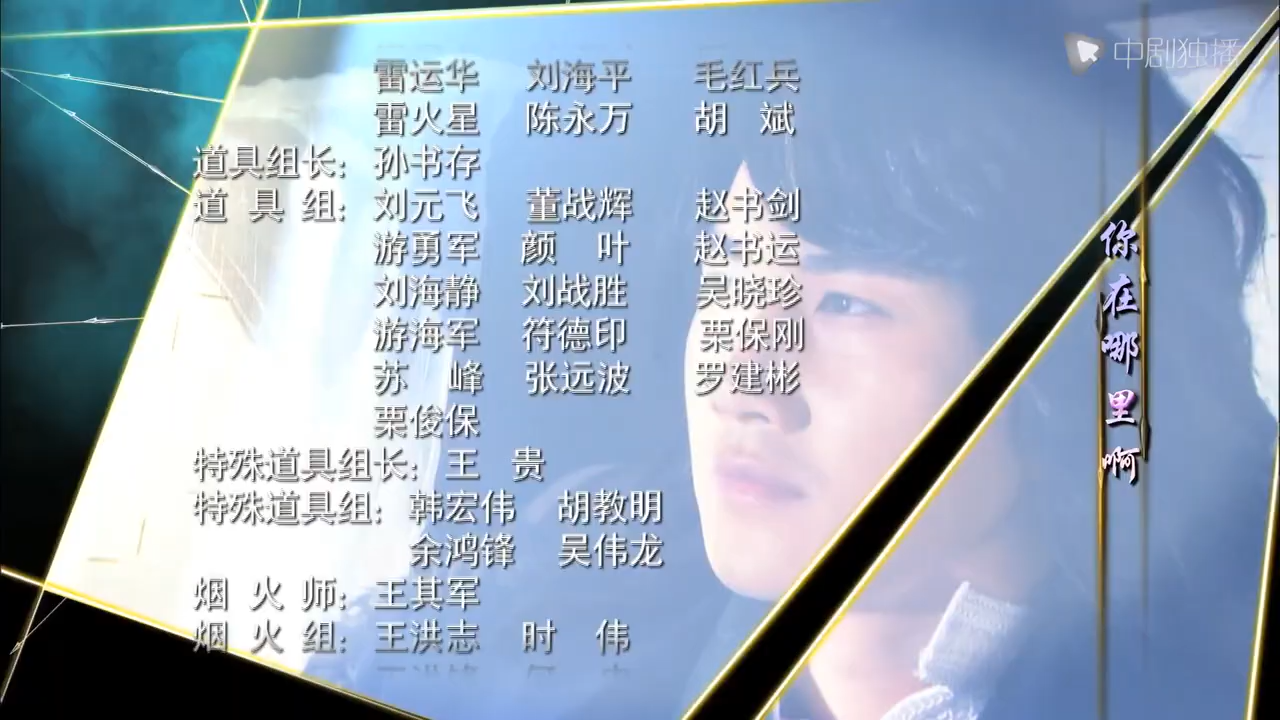 中剧独播
雷运华 刘海平 毛红兵
雷火星 陈永万 胡 斌
道具组长: 孙书存
道 具 组: 刘元飞 董战辉 赵书剑
游勇军 颜 叶 赵书运
刘海静 刘战胜 吴晓珍
游海军 符德印 栗保刚
苏 峰 张远波 罗建彬
栗俊保
特殊道具组长: 王 贵
特殊道具组: 韩宏伟 胡教明
余鸿锋 吴伟龙
烟 火 师: 王其军
烟 火 组: 王洪志 时 伟
你在哪里啊